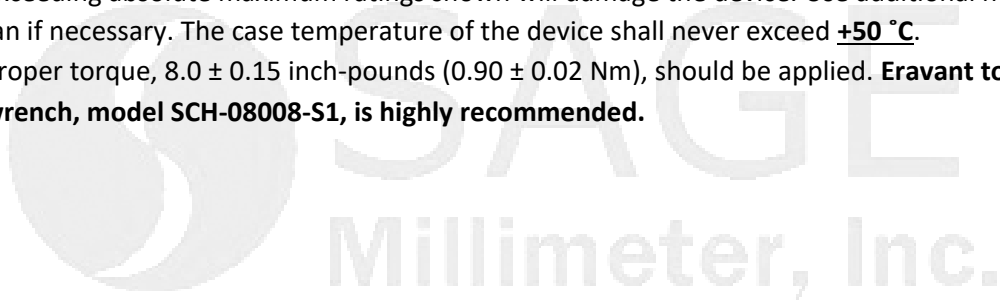 exceeding absolute maximum ratings shown will damage the device. Use additional
an if necessary. The case temperature of the device shall never exceed +50 ˚C.
roper torque, 8.0 ± 0.15 inch-pounds (0.90 ± 0.02 Nm), should be applied. Eravant
wrench, model SCH-08008-S1, is highly recommended.
SAGE
Millimeter, Inc.